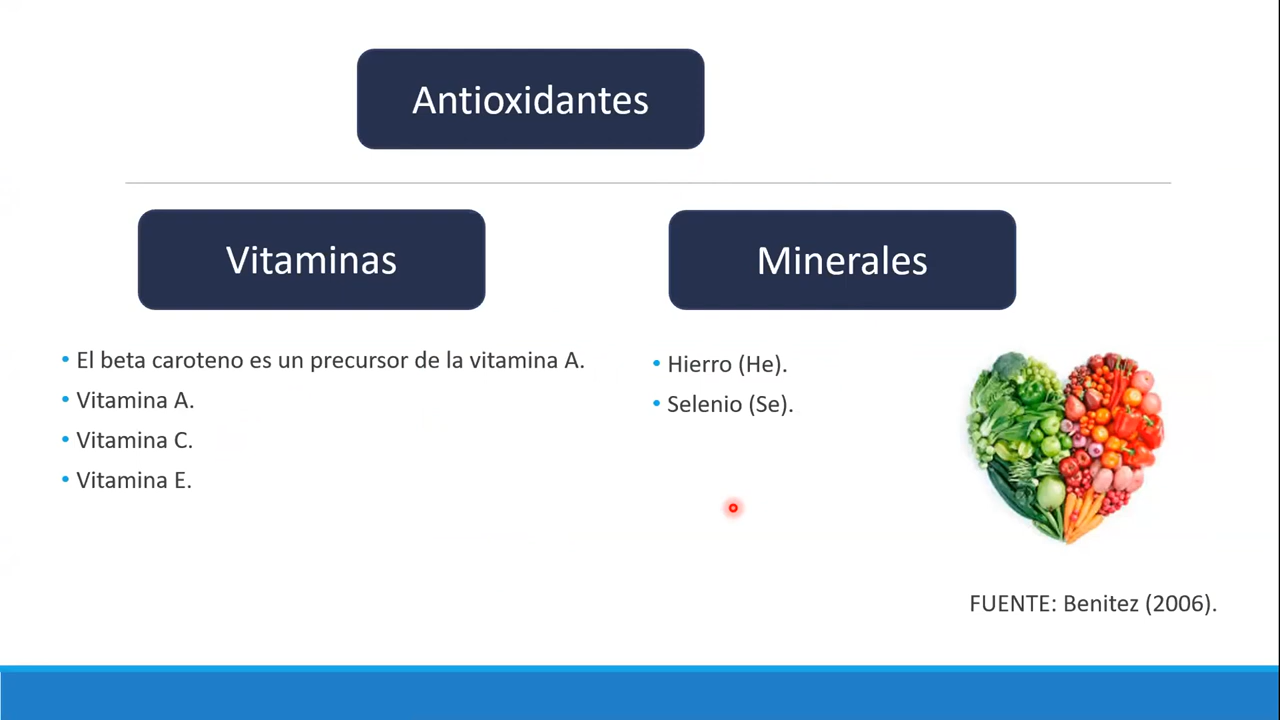 Antioxidantes
Vitaminas
• El beta caroteno es un precursor de la vitamina A.
• Vitamina A.
• Vitamina C.
• Vitamina E.
Minerales
• Hierro (He).
• Selenio (Se).
FUENTE: Benitez (2006).